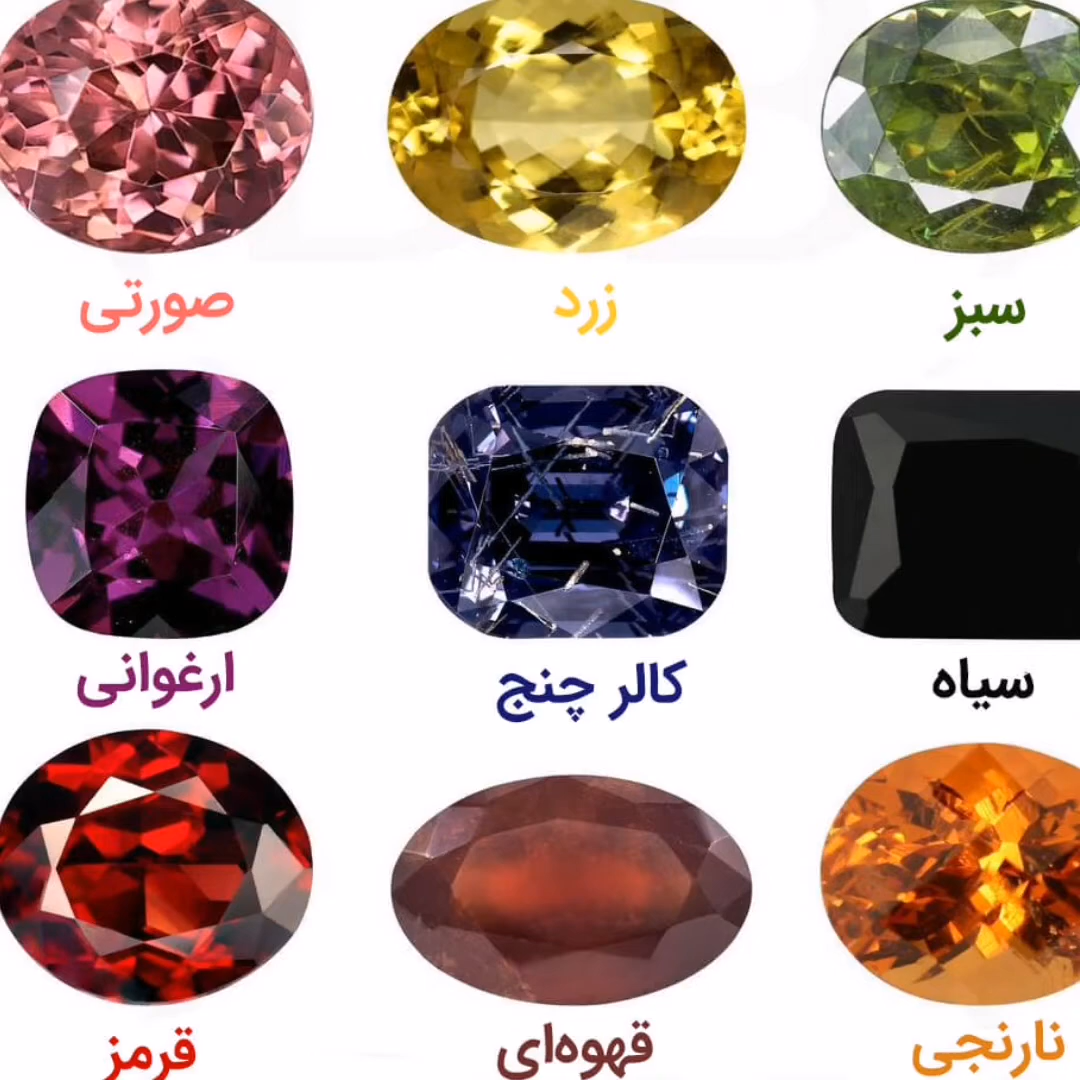 سبز
زرد
صورتی
سیاه
کالر چنج
ارغوانی
نارنجی
قهوه‌ای
قرمز